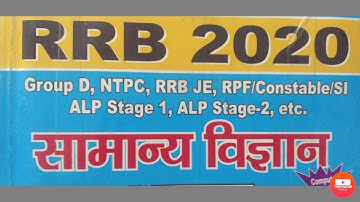 RRB 2020
Group D, NTPC, RRB JE, RPF/Constable/SI
ALP Stage 1, ALP Stage-2, etc.
सामान्य विज्ञान